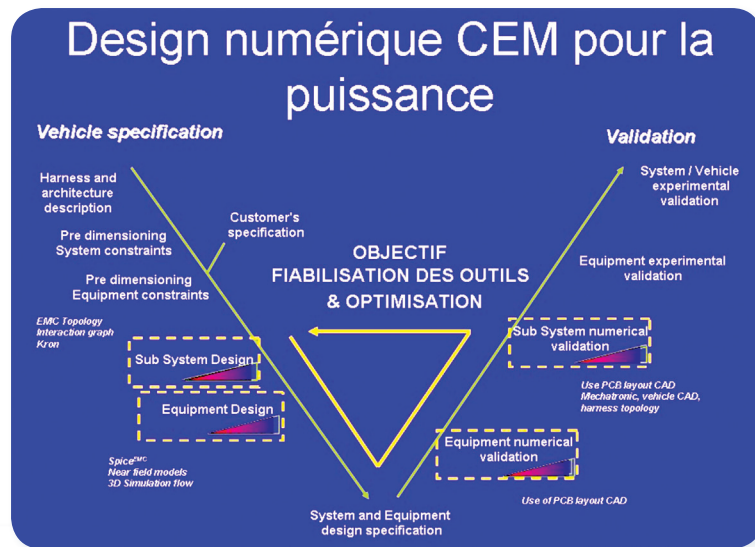 Design numérique CEM pour la
puissance
Vehicle specification
Validation
Harness and
architecture
description
Customer's
specification
Pre dimensioning
System constraints
Pre dimensioning
Equipment constraints
EMC Topology
Interaction graph
Kron
Sub System Design
Equipment Design
Spice^EMC
Near field models
3D Simulation flow
OBJECTIF
FIABILISATION DES OUTILS
& OPTIMISATION
System and Equipment
design specification
System / Vehicle
experimental
validation
Equipment experimental
validation
Sub System numerical
validation
Use PCB layout CAD
Mechatronic, vehicle CAD,
harness topology
Equipment numerical
validation
Use of PCB layout CAD